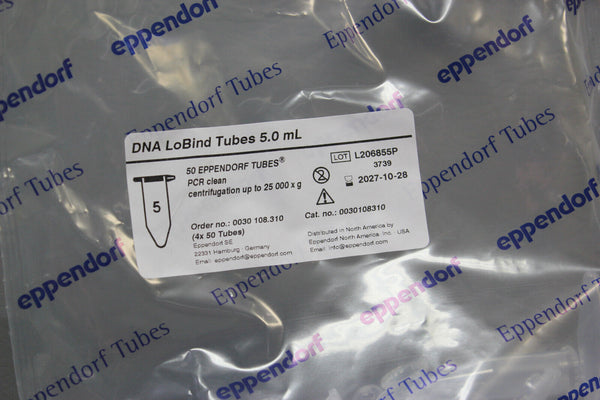 eppendorf
eppendorf
eppendorf
Eppendorf Tubes
Eppendorf Tubes
DNA LoBind Tubes 5.0 mL
50 EPPENDORF TUBES®
PCR clean
centrifugation up to 25 000 x g
5
Order no.: 0030 108.310
(4x 50 Tubes)
Eppendorf SE
22331 Hamburg · Germany
Email: eppendorf@eppendorf.com
LOT L206855P
3739
2027-10-28
Cat. no.: 0030108310
Distributed in North America by:
Eppendorf North America, Inc. · USA
Email: info@eppendorf.com
eppendorf
eppendorf
Eppendorf Tubes
Eppendorf Tubes
eppendorf